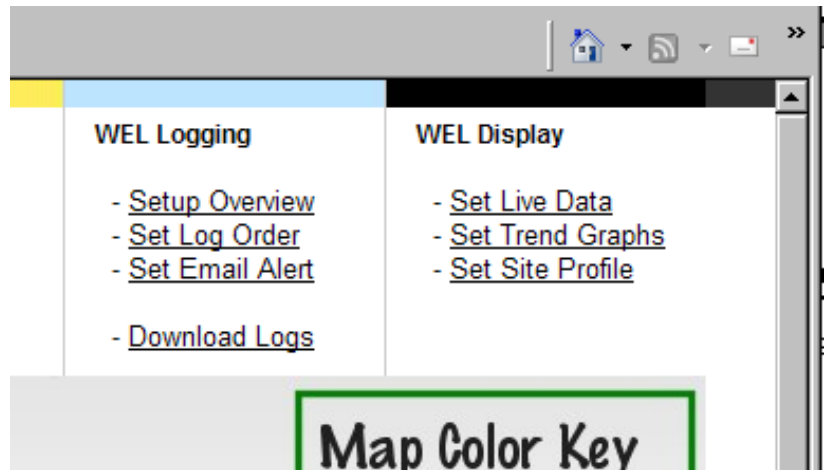 WEL Logging
- Setup Overview
- Set Log Order
- Set Email Alert
- Download Logs
WEL Display
- Set Live Data
- Set Trend Graphs
- Set Site Profile
Map Color Key